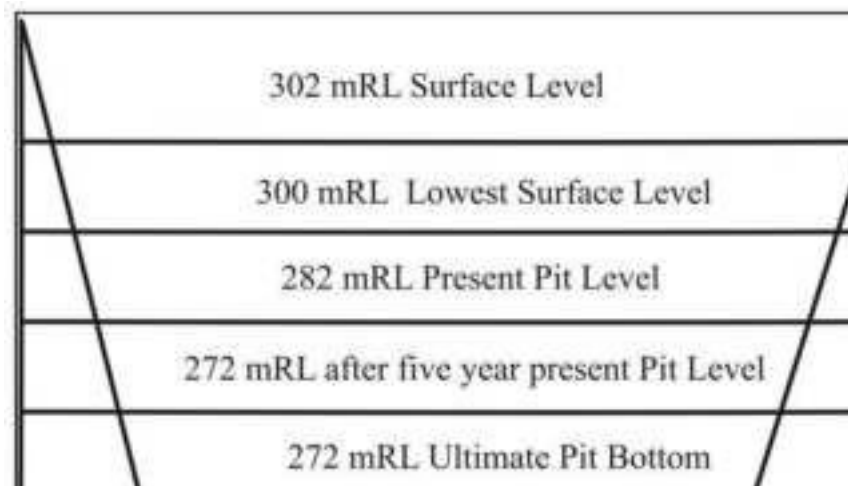 302 mRL Surface Level
300 mRL Lowest Surface Level
282 mRL Present Pit Level
272 mRL after five year present Pit Level
272 mRL Ultimate Pit Bottom